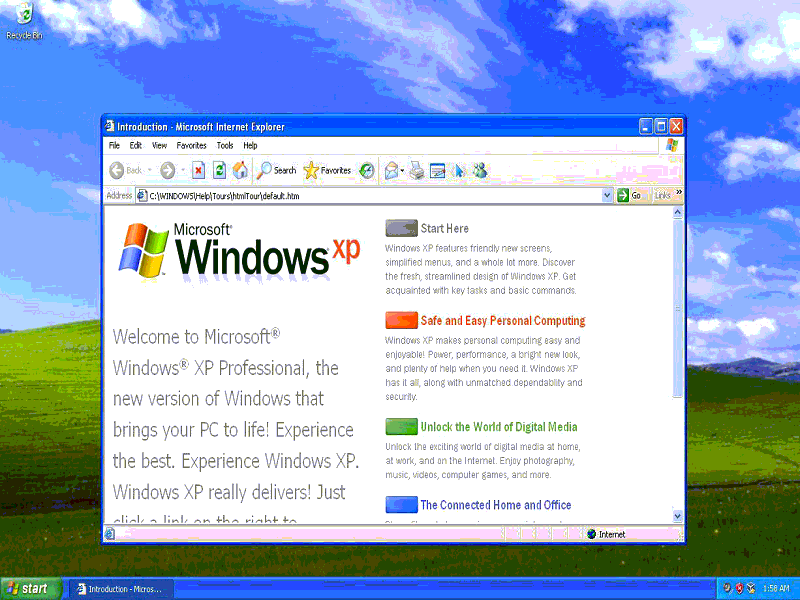 Recycle Bin
Introduction - Microsoft Internet Explorer
File Edit View Favorites Tools Help
Back Search Favorites
Address C:\WINDOWS\Help\Tours\htmlTour\default.htm Go Links »
Microsoft®
Windows xp
Welcome to Microsoft®
Windows® XP Professional, the
new version of Windows that
brings your PC to life! Experience
the best. Experience Windows XP.
Windows XP really delivers! Just
click a link on the right to
Start Here
Windows XP features friendly new screens,
simplified menus, and a whole lot more. Discover
the fresh, streamlined design of Windows XP. Get
acquainted with key tasks and basic commands.
Safe and Easy Personal Computing
Windows XP makes personal computing easy and
enjoyable! Power, performance, a bright new look,
and plenty of help when you need it. Windows XP
has it all, along with unmatched dependability and
security.
Unlock the World of Digital Media
Unlock the exciting world of digital media at home,
at work, and on the Internet. Enjoy photography,
music, videos, computer games, and more.
The Connected Home and Office
Internet
start
Introduction - Micros...
1:58 AM